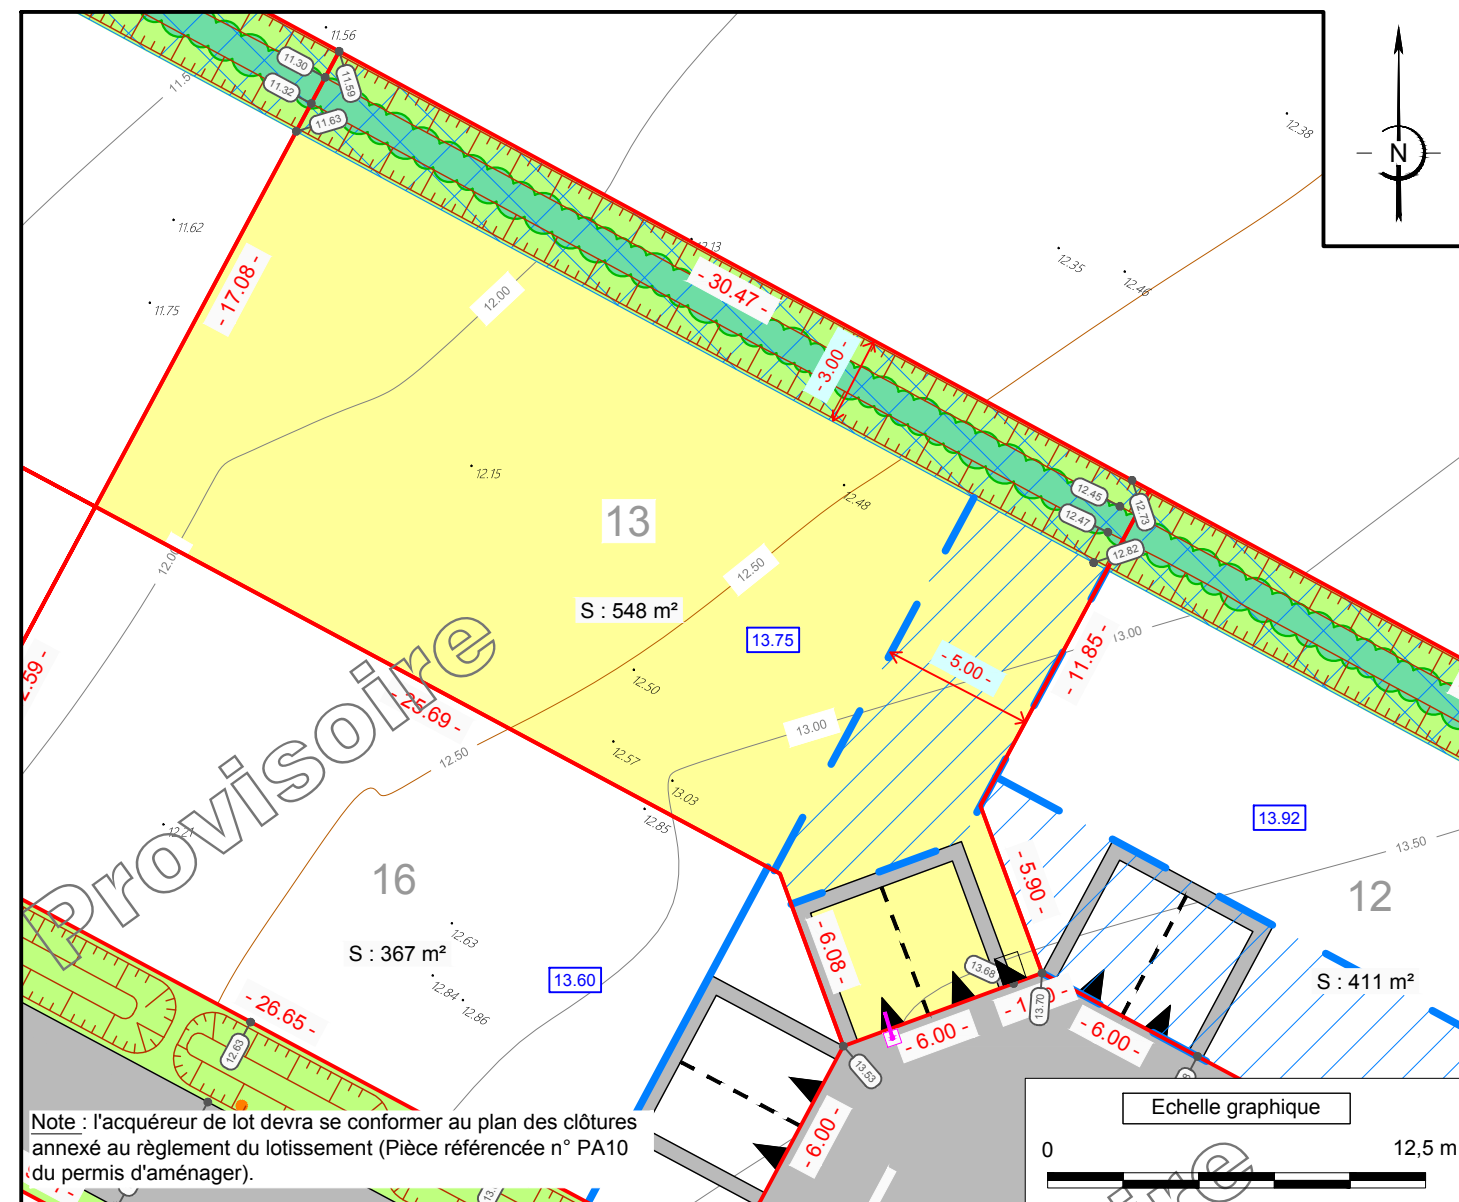 11.56
11.30
11.59
11.32
11.63
11.5
12.38
N
11.62
12.13
12.35
12.46
- 17.08 -
- 30.47 -
12.00
11.75
- 3.00 -
12.15
12.48
12.45
12.73
12.47
12.82
13
12.00
12.50
S : 548 m²
13.75
13.00
- 5.00 -
- 11.85 -
12.50
- 25.69 -
13.00
12.57
12.50
13.03
12.85
Provisoire
12.21
13.92
13.50
16
- 5.90 -
12
12.63
S : 367 m²
- 6.08 -
13.68
13.60
12.84
12.86
S : 411 m²
13.70
- 26.65 -
- 6.00 -
- 6.00 -
12.63
13.53
- 6.00 -
Note : l'acquéreur de lot devra se conformer au plan des clôtures
annexé au règlement du lotissement (Pièce référencée n° PA10
du permis d'aménager).
Echelle graphique
0 12,5 m